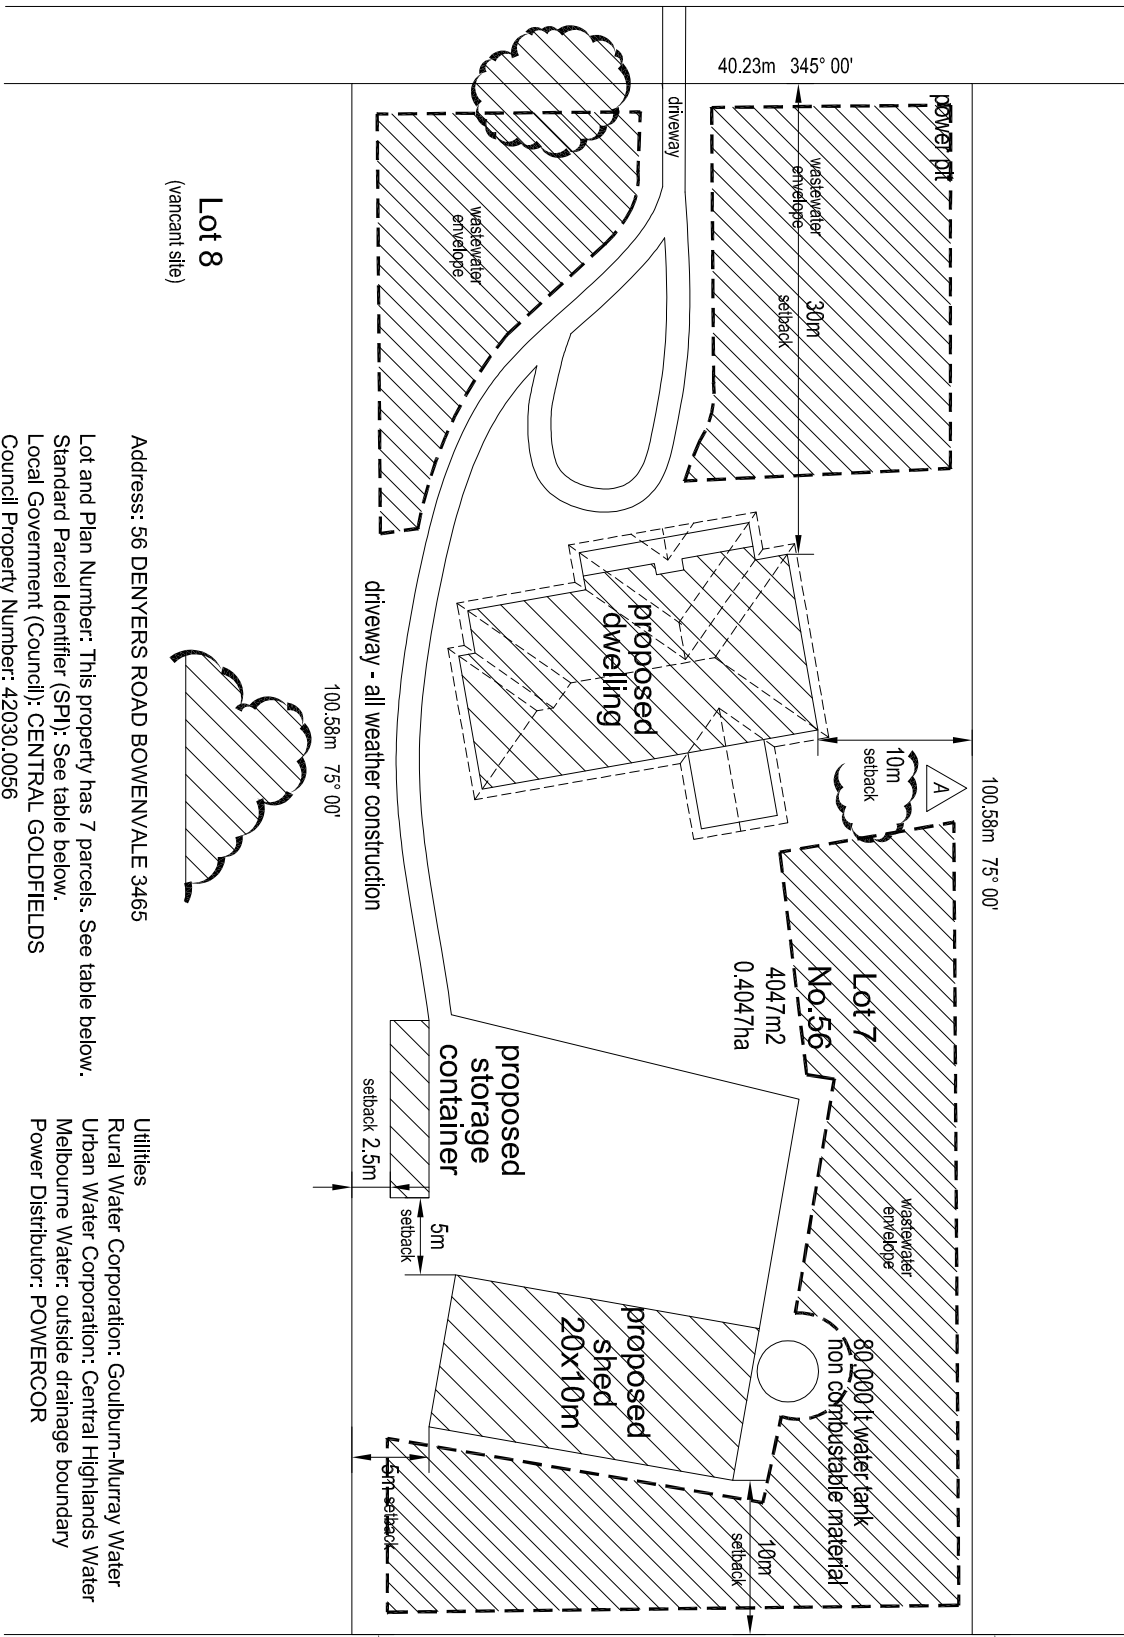 40.23m 345° 00'
power pit
driveway
wastewater
envelope
30m
setback
wastewater
envelope
Lot 8
(vancant site)
proposed
dwelling
10m
setback
A
100.58m 75° 00'
driveway - all weather construction
100.58m 75° 00'
Lot 7
No.56
4047m2
0.4047ha
wastewater
envelope
proposed
storage
container
setback 2.5m
5m
setback
proposed
shed
20x10m
80,000 lt water tank
non combustable material
5m setback
10m
setback
Address: 56 DENYERS ROAD BOWENVALE 3465
Lot and Plan Number: This property has 7 parcels. See table below.
Standard Parcel Identifier (SPI): See table below.
Local Government (Council): CENTRAL GOLDFIELDS
Council Property Number: 42030.0056
Utilities
Rural Water Corporation: Goulburn-Murray Water
Urban Water Corporation: Central Highlands Water
Melbourne Water: outside drainage boundary
Power Distributor: POWERCOR